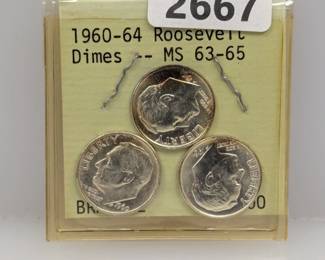 2667
1960-64 Roosevelt
Dimes -- MS 63-65
LIBERTY
LIBERTY
LIBERTY